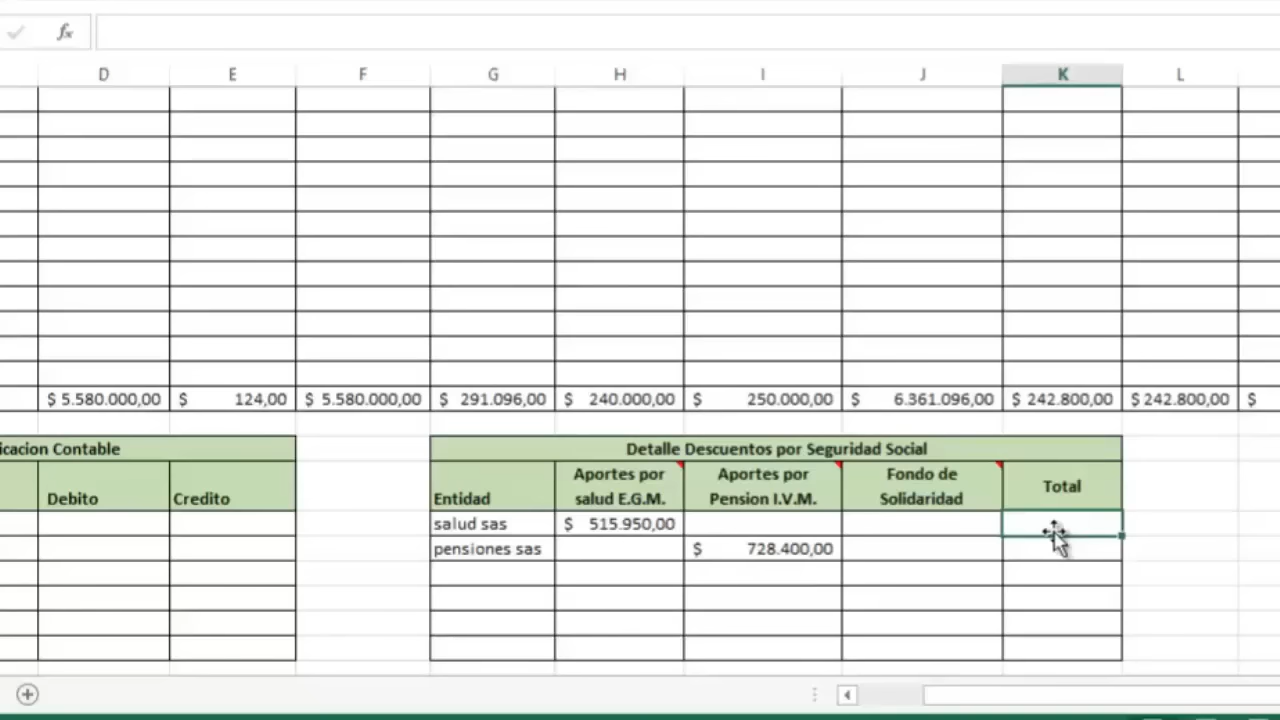 fx
D E F G H I J K L
$ 5.580.000,00 $ 124,00 $ 5.580.000,00 $ 291.096,00 $ 240.000,00 $ 250.000,00 $ 6.361.096,00 $ 242.800,00 $ 242.800,00 $
icacion Contable
Debito Credito
Detalle Descuentos por Seguridad Social
Entidad
Aportes por
salud E.G.M.
Aportes por
Pension I.V.M.
Fondo de
Solidaridad
Total
salud sas $ 515.950,00
pensiones sas $ 728.400,00